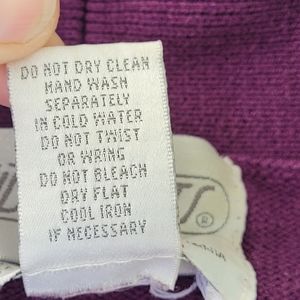 DO NOT DRY CLEAN
HAND WASH
SEPARATELY
IN COLD WATER
DO NOT TWIST
OR WRING
DO NOT BLEACH
DRY FLAT
COOL IRON
IF NECESSARY
®